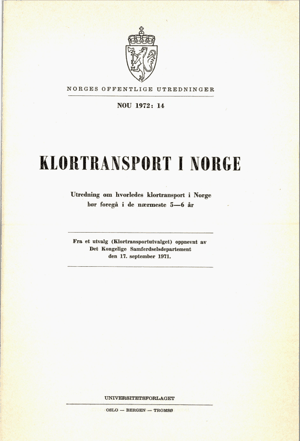 NORGES OFFENTLIGE UTREDNINGER
NOU 1972: 14
KLORTRANSPORT I NORGE
Utredning om hvorledes klortransport i Norge
bør foregå i de nærmeste 5—6 år
Fra et utvalg (Klortransportutvalget) oppnevnt av
Det Kongelige Samferdselsdepartement
den 17. september 1971.
UNIVERSITETSFORLAGET
OSLO — BERGEN — TROMSØ